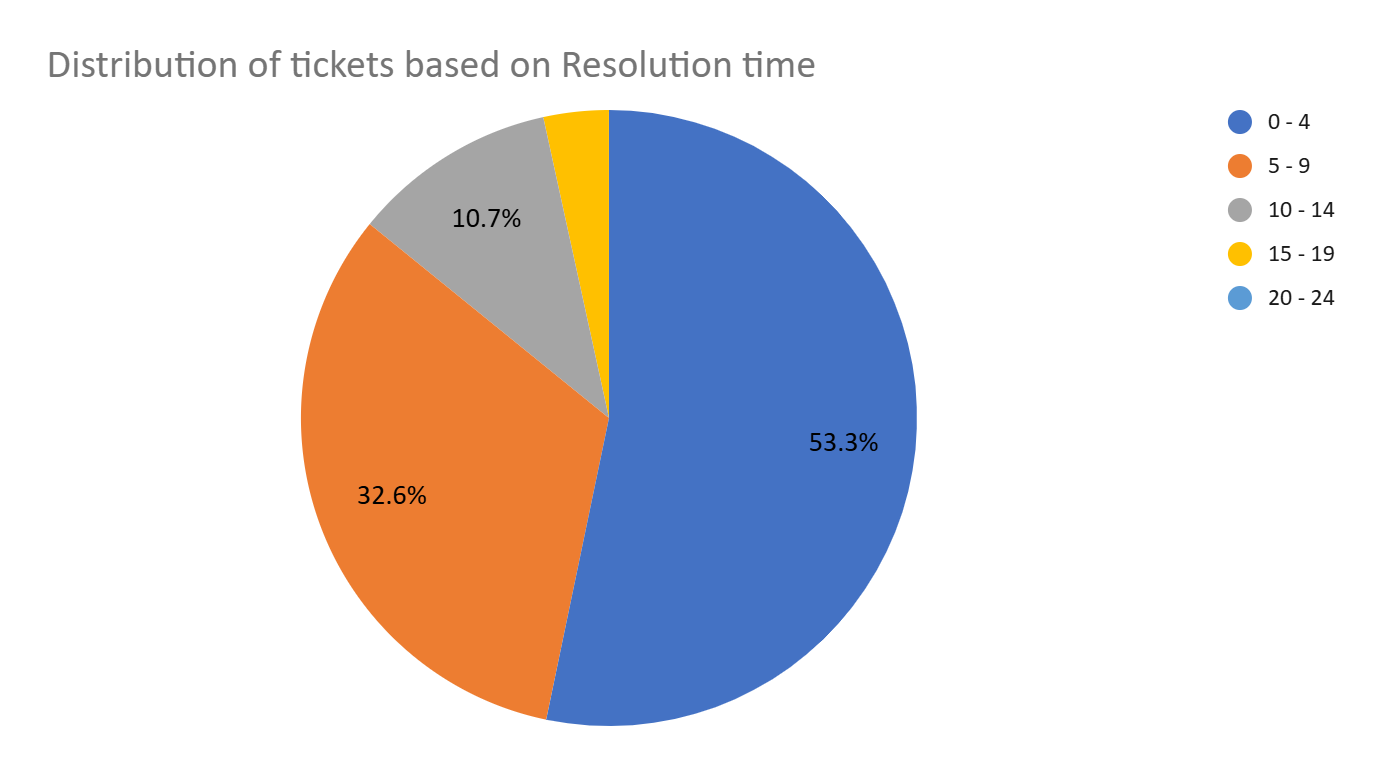 Distribution of tickets based on Resolution time
0 - 4
5 - 9
10 - 14
15 - 19
20 - 24
10.7%
53.3%
32.6%